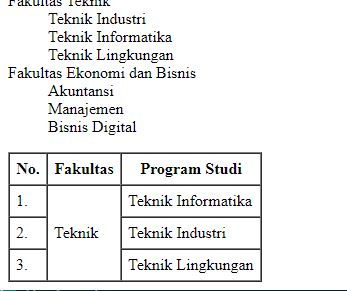 Fakultas Teknik
Teknik Industri
Teknik Informatika
Teknik Lingkungan
Fakultas Ekonomi dan Bisnis
Akuntansi
Manajemen
Bisnis Digital
No. Fakultas Program Studi
1. Teknik Informatika
2. Teknik Teknik Industri
3. Teknik Lingkungan